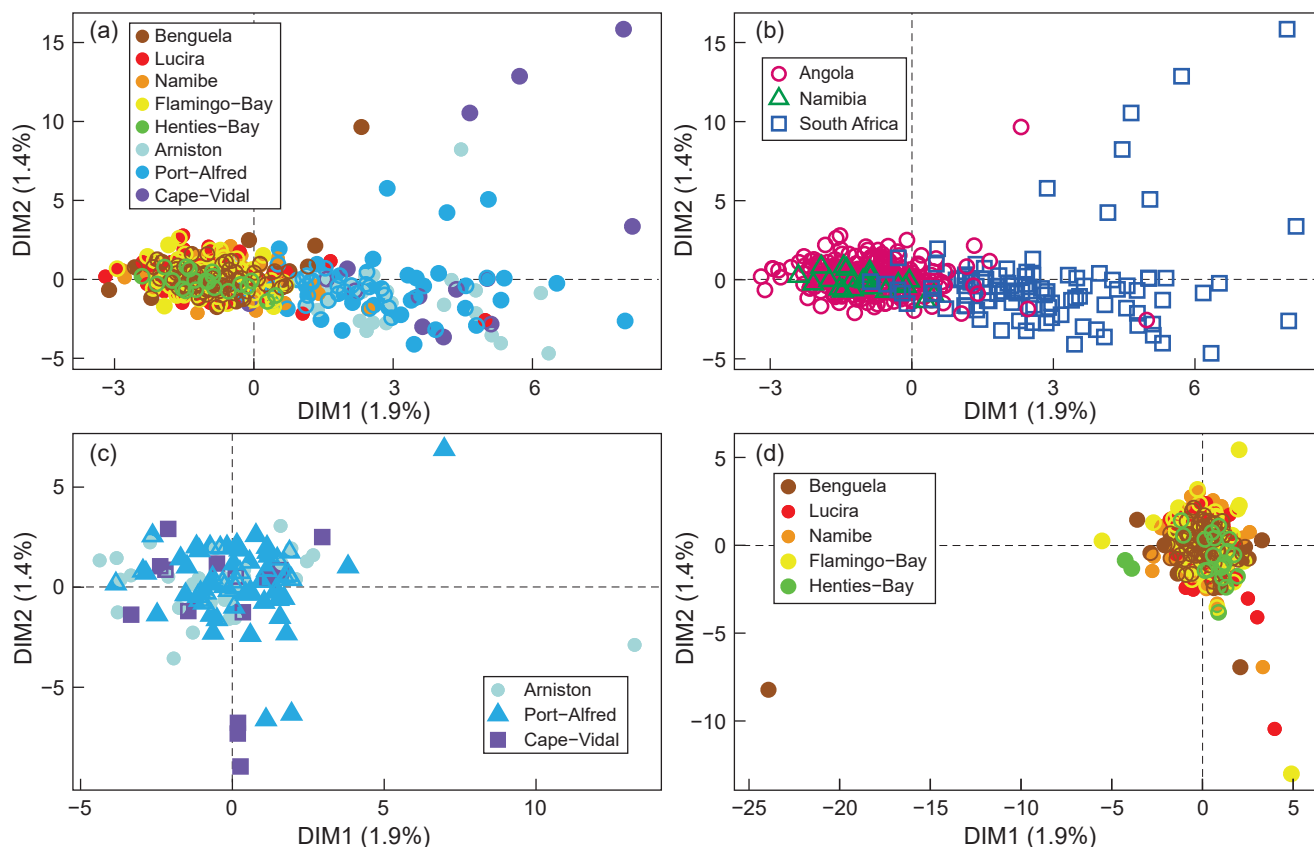 (a)
Benguela
Lucira
Namibe
Flamingo−Bay
Henties−Bay
Arniston
Port−Alfred
Cape−Vidal
15
10
5
0
−5
DIM2 (1.4%)
−3
0
3
6
DIM1 (1.9%)
(b)
Angola
Namibia
South Africa
15
10
5
0
−5
DIM2 (1.4%)
−3
0
3
6
DIM1 (1.9%)
(c)
Arniston
Port−Alfred
Cape−Vidal
5
0
−5
DIM2 (1.4%)
−5
0
5
10
DIM1 (1.9%)
(d)
Benguela
Lucira
Namibe
Flamingo−Bay
Henties−Bay
5
0
−5
−10
DIM2 (1.4%)
−25
−20
−15
−10
−5
0
5
DIM1 (1.9%)